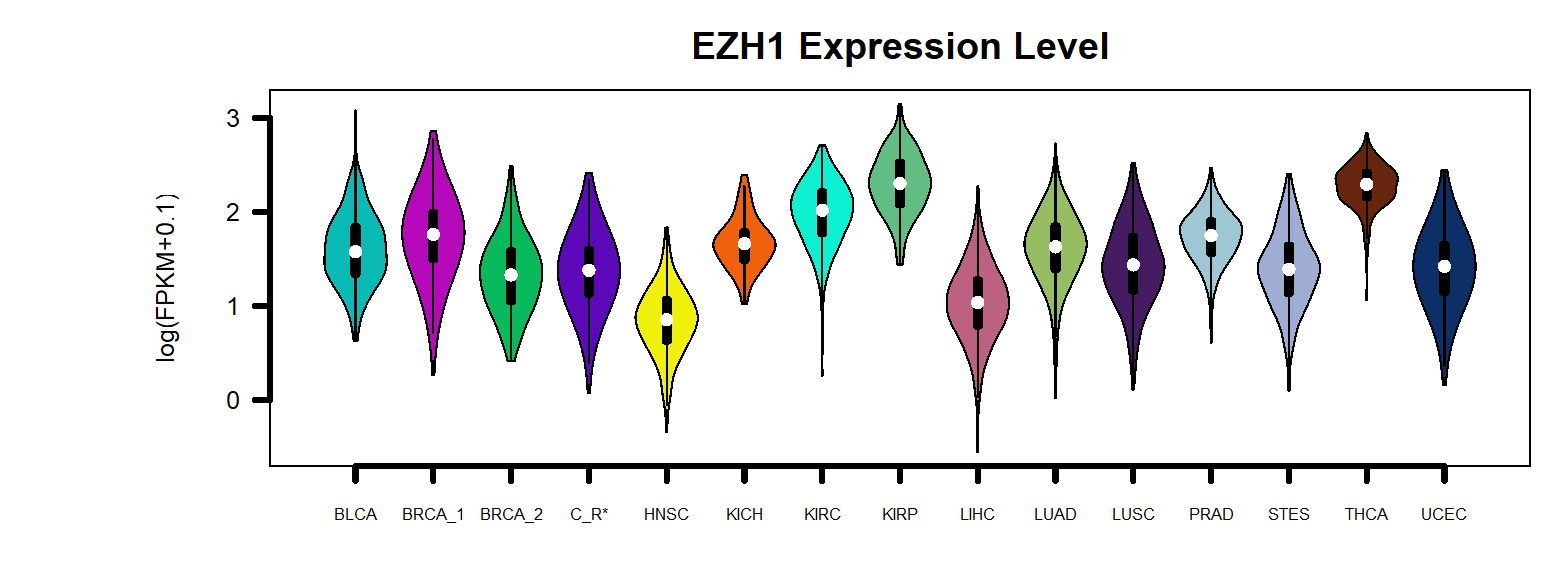 EZH1 Expression Level
log(FPKM+0.1)
3
2
1
0
BLCA BRCA_1 BRCA_2 C_R* HNSC KICH KIRC KIRP LIHC LUAD LUSC PRAD STES THCA UCEC